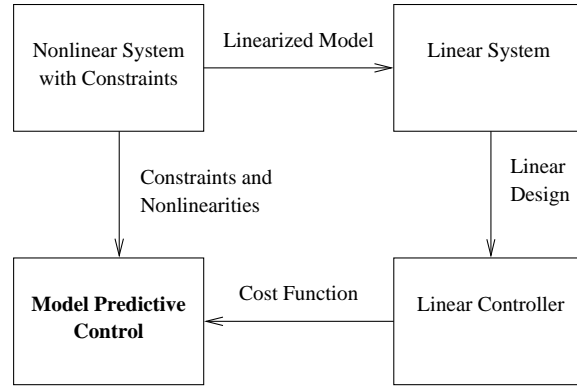 Nonlinear System
with Constraints
Linearized Model
Linear System
Constraints and
Nonlinearities
Linear
Design
Model Predictive
Control
Cost Function
Linear Controller